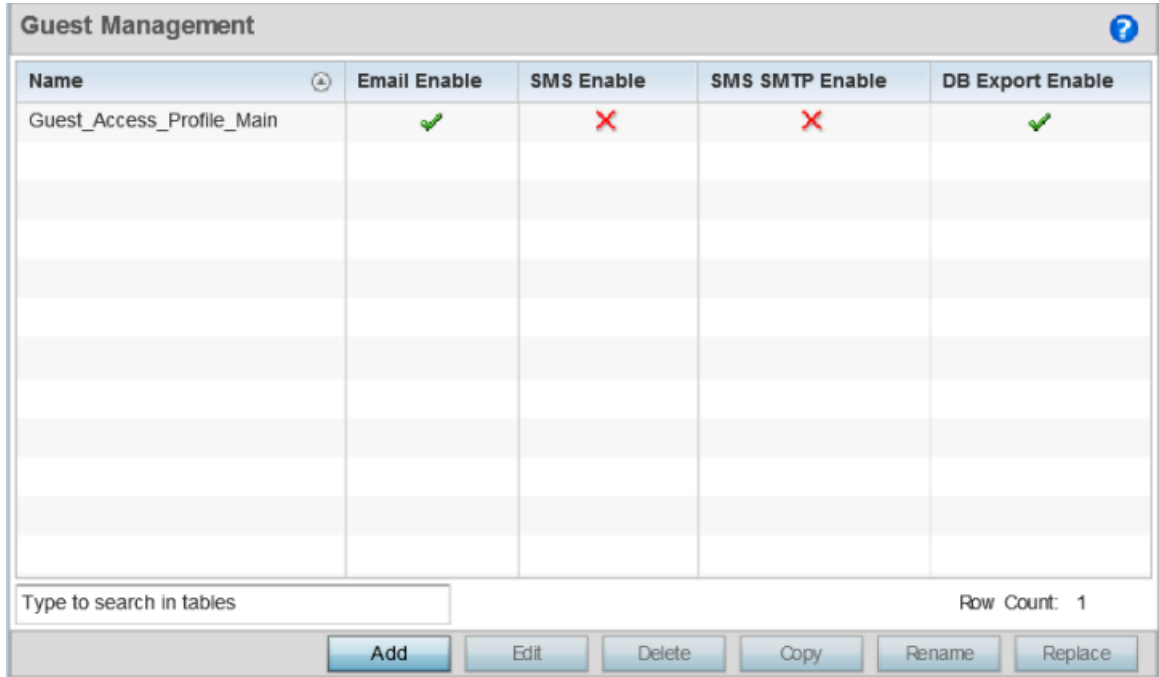 Guest Management
Name Email Enable SMS Enable SMS SMTP Enable DB Export Enable
Guest_Access_Profile_Main
Type to search in tables Row Count: 1
Add Edit Delete Copy Rename Replace